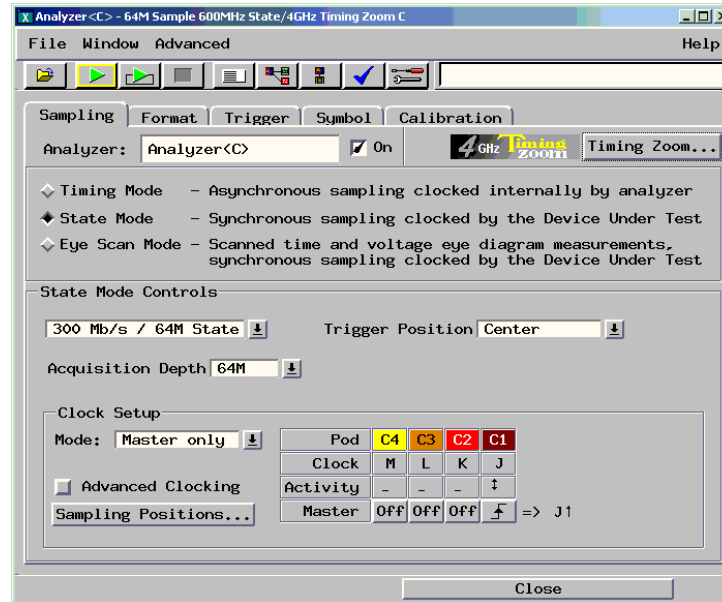 Analyzer<C> - 64M Sample 600MHz State/4GHz Timing Zoom C
File Window Advanced Help
Sampling Format Trigger Symbol Calibration
Analyzer: Analyzer<C> On 4 GHz Timing zoom Timing Zoom...
Timing Mode - Asynchronous sampling clocked internally by analyzer
State Mode - Synchronous sampling clocked by the Device Under Test
Eye Scan Mode - Scanned time and voltage eye diagram measurements,
synchronous sampling clocked by the Device Under Test
State Mode Controls
300 Mb/s / 64M State Trigger Position Center
Acquisition Depth 64M
Clock Setup
Mode: Master only Pod C4 C3 C2 C1
Clock M L K J
Advanced Clocking Activity _ _ _ ↕
Sampling Positions... Master Off Off Off => J↑
Close